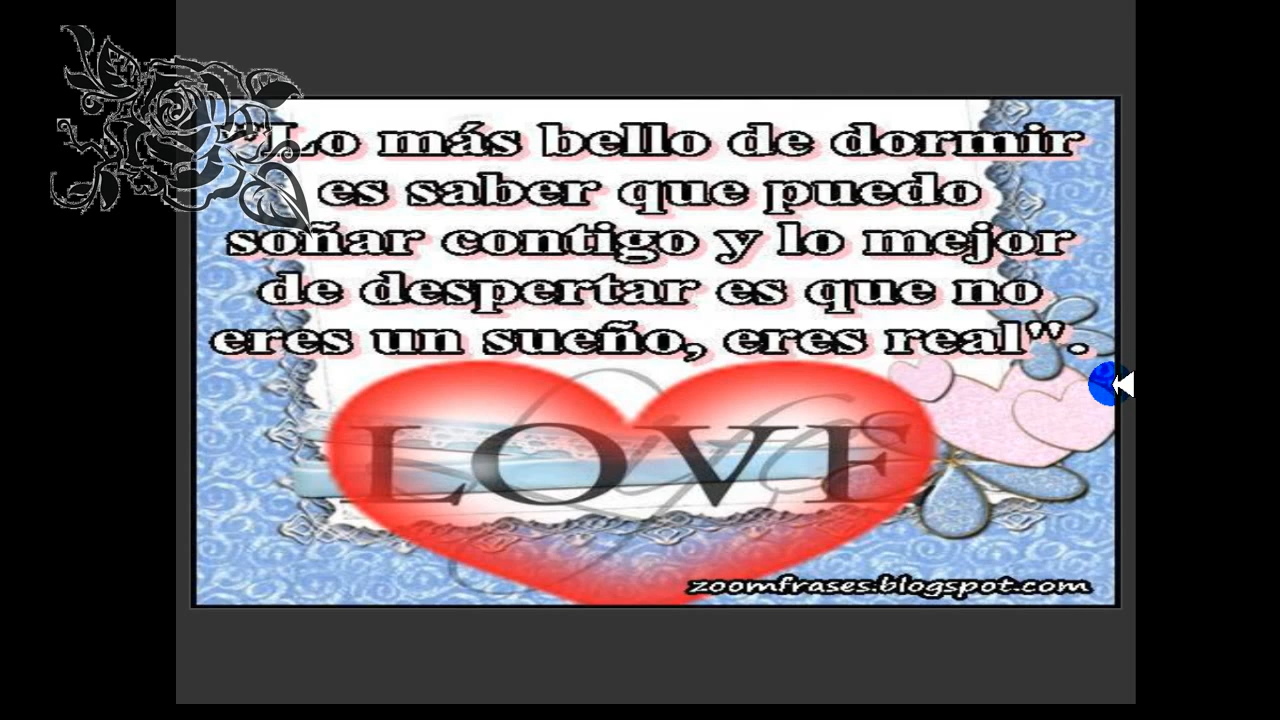 "Lo más bello de dormir
es saber que puedo
soñar contigo y lo mejor
de despertar es que no
eres un sueño, eres real".
LOVE
zoomfrases.blogspot.com